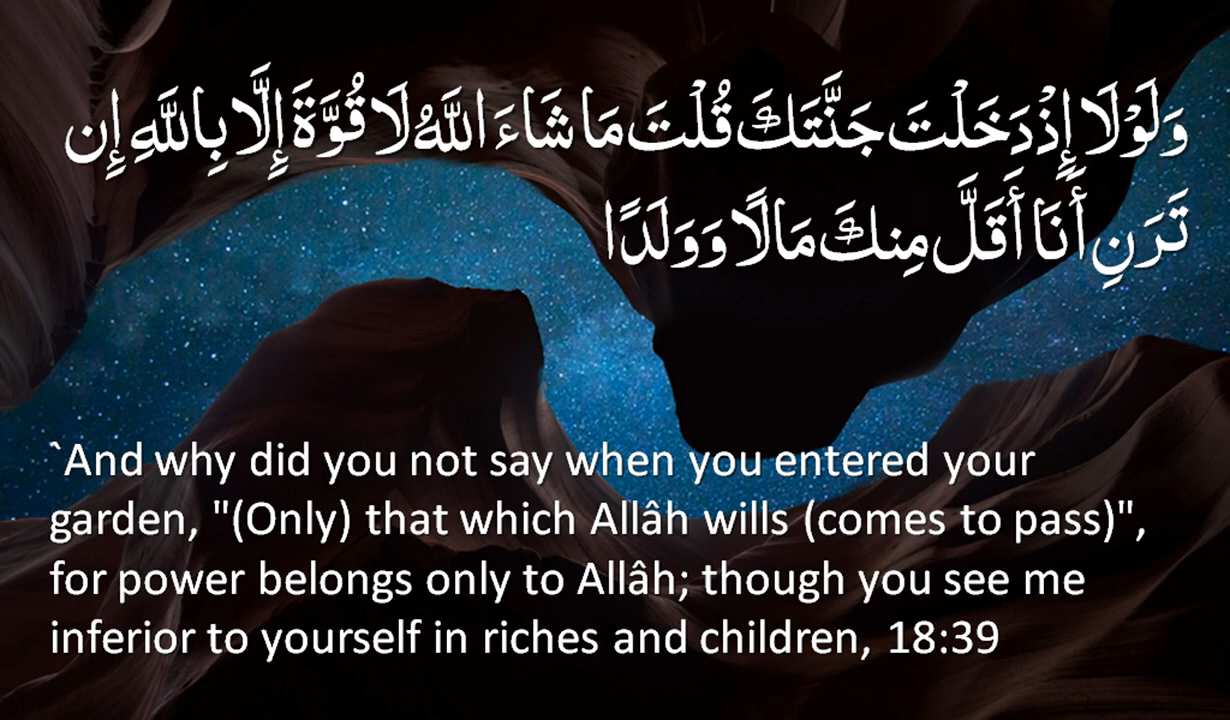 وَلَوْلَا إِذْ دَخَلْتَ جَنَّتَكَ قُلْتَ مَا شَاءَ اللَّهُ لَا قُوَّةَ إِلَّا بِاللَّهِ إِن
تَرَنِ أَنَا أَقَلَّ مِنكَ مَالًا وَوَلَدًا
`And why did you not say when you entered your
garden, "(Only) that which Allâh wills (comes to pass)",
for power belongs only to Allâh; though you see me
inferior to yourself in riches and children, 18:39